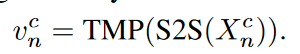 v_n^c = TMP(S2S(X_n^c)).